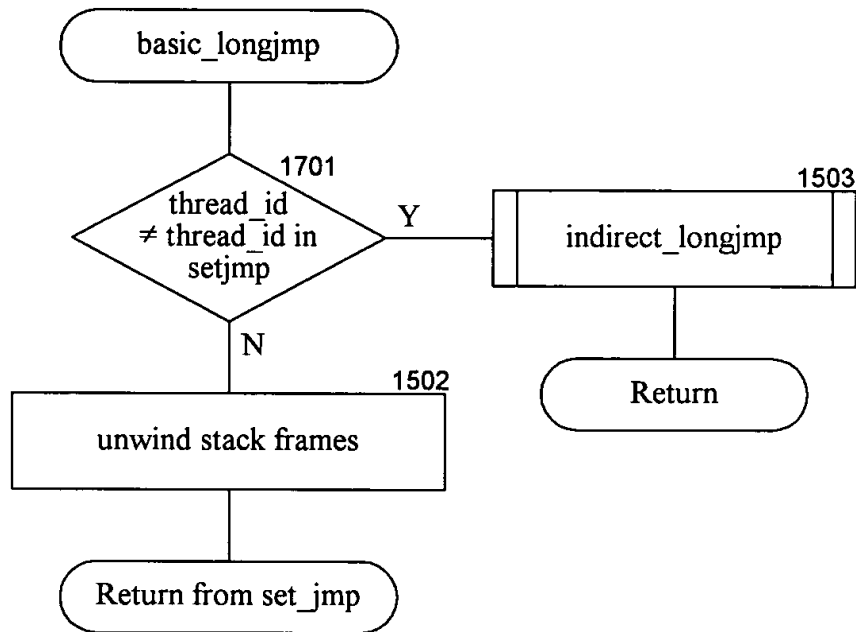 basic_longjmp
1701
thread_id
≠ thread_id in
setjmp
Y
1503
indirect_longjmp
N
Return
1502
unwind stack frames
Return from set_jmp